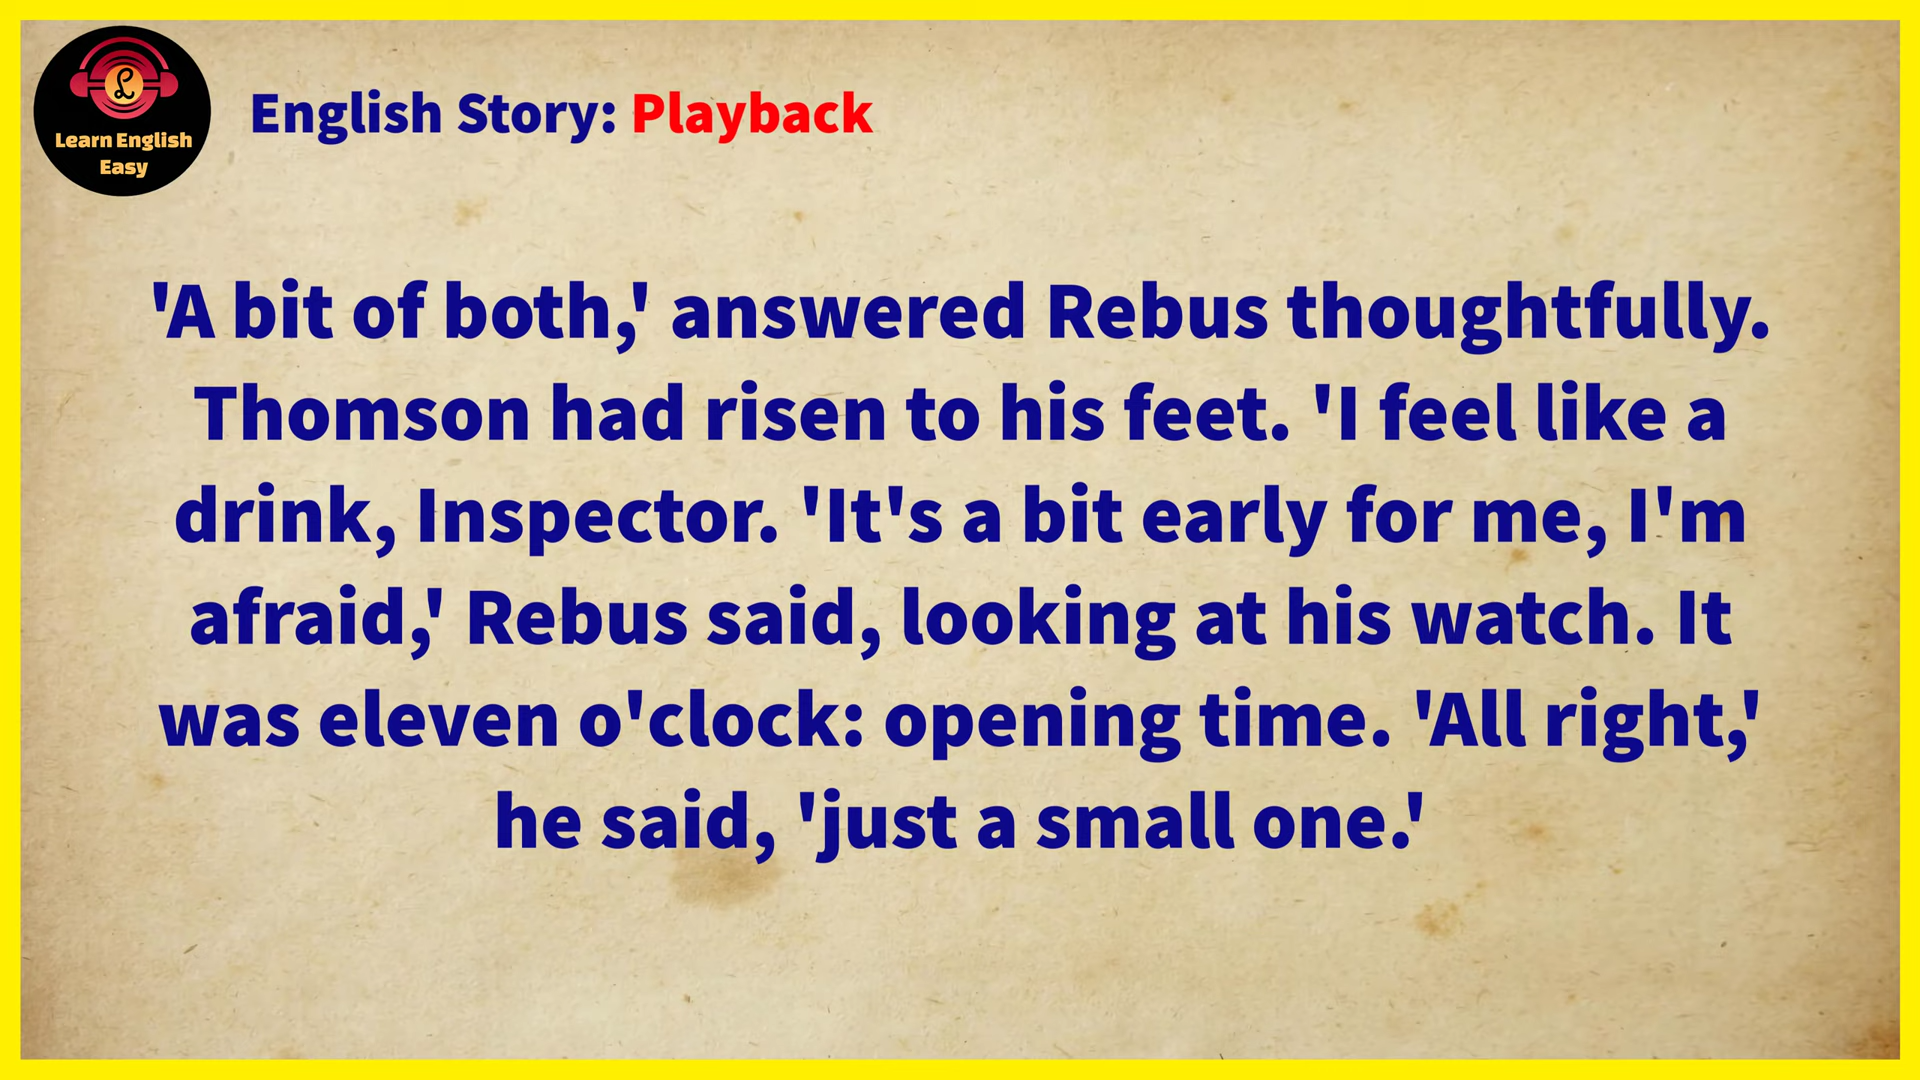 Learn English
Easy
English Story: Playback
'A bit of both,' answered Rebus thoughtfully.
Thomson had risen to his feet. 'I feel like a
drink, Inspector. 'It's a bit early for me, I'm
afraid,' Rebus said, looking at his watch. It
was eleven o'clock: opening time. 'All right,'
he said, 'just a small one.'